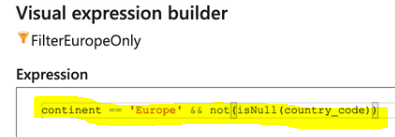 Visual expression builder
FilterEuropeOnly
Expression
continent == 'Europe' && not(isNull(country_code))